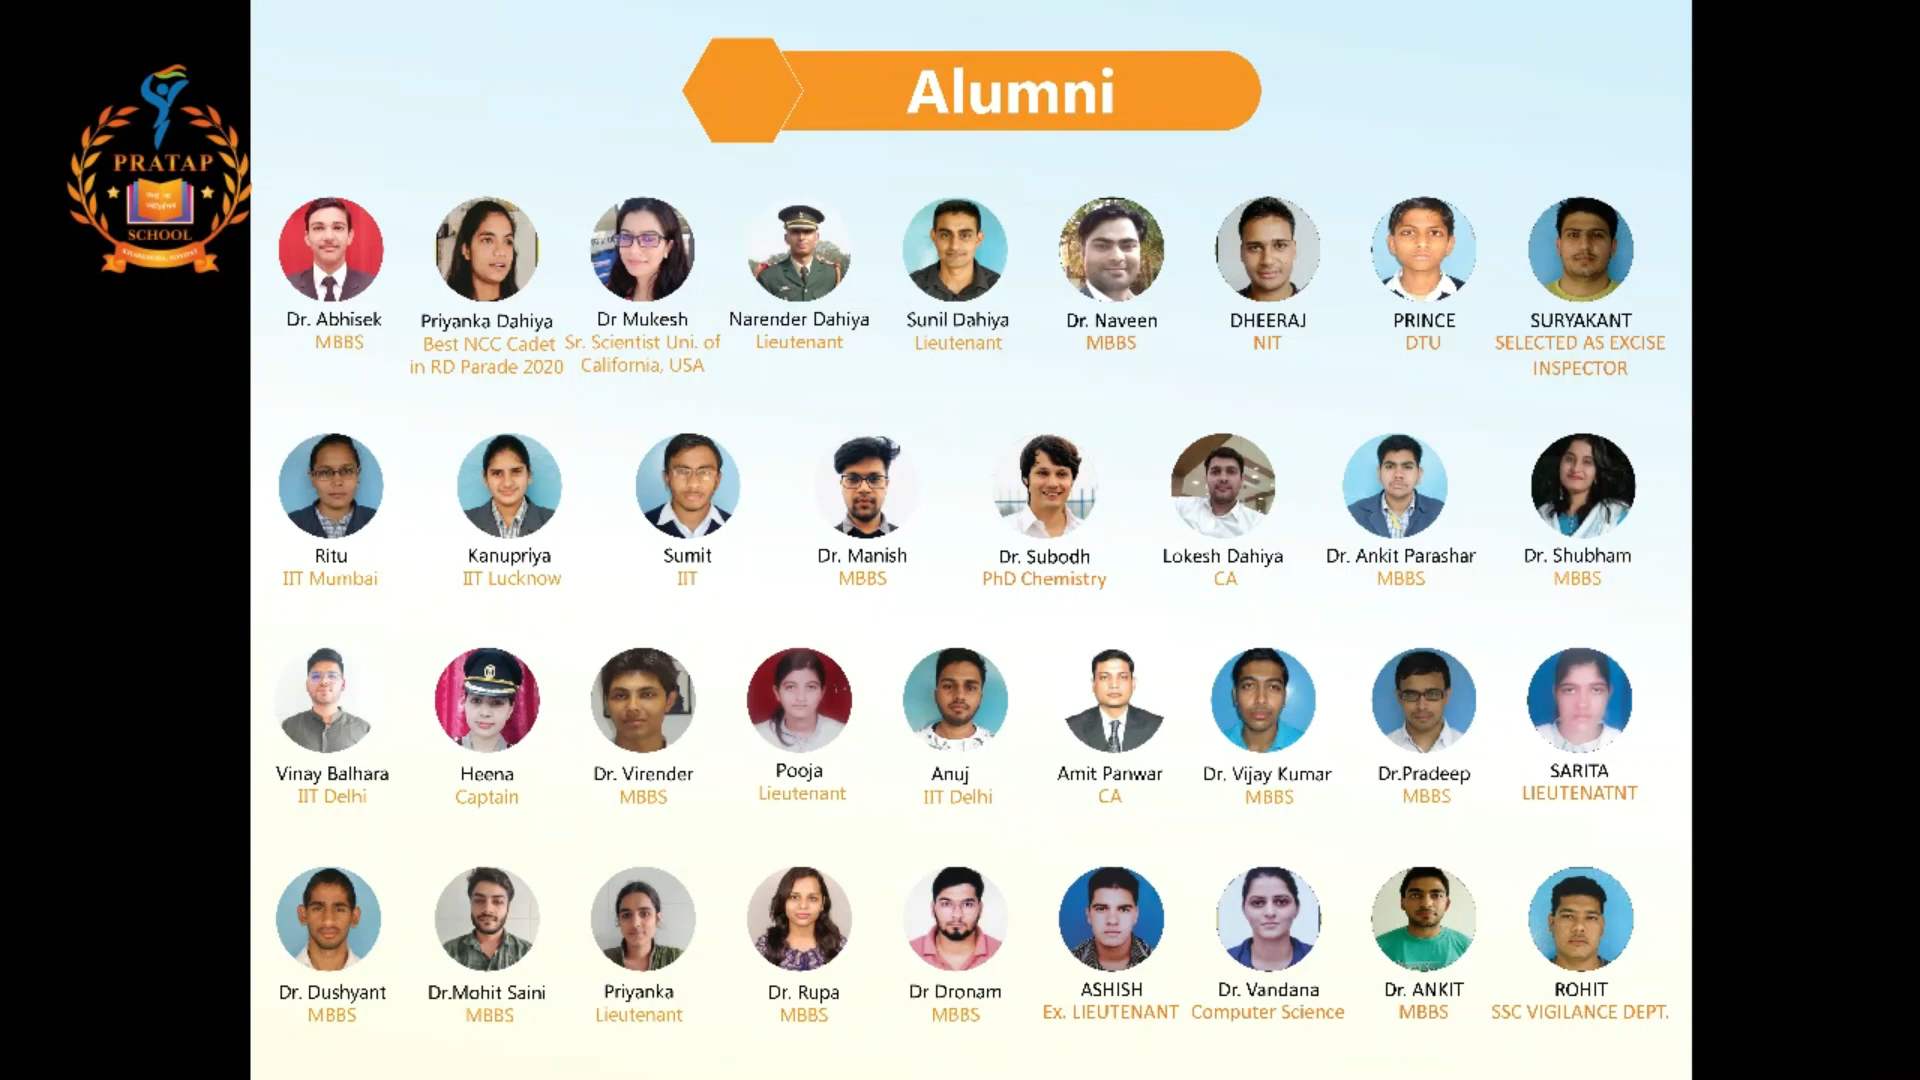 Alumni
PRATAP
SCHOOL
Dr. Abhisek
MBBS
Priyanka Dahiya
Best NCC Cadet
in RD Parade 2020
Dr Mukesh
Sr. Scientist Uni. of
California, USA
Narender Dahiya
Lieutenant
Sunil Dahiya
Lieutenant
Dr. Naveen
MBBS
DHEERAJ
NIT
PRINCE
DTU
SURYAKANT
SELECTED AS EXCISE
INSPECTOR
Ritu
IIT Mumbai
Kanupriya
IIT Lucknow
Sumit
IIT
Dr. Manish
MBBS
Dr. Subodh
PhD Chemistry
Lokesh Dahiya
CA
Dr. Ankit Parashar
MBBS
Dr. Shubham
MBBS
Vinay Balhara
IIT Delhi
Heena
Captain
Dr. Virender
MBBS
Pooja
Lieutenant
Anuj
IIT Delhi
Amit Panwar
CA
Dr. Vijay Kumar
MBBS
Dr.Pradeep
MBBS
SARITA
LIEUTENATNT
Dr. Dushyant
MBBS
Dr.Mohit Saini
MBBS
Priyanka
Lieutenant
Dr. Rupa
MBBS
Dr Dronam
MBBS
ASHISH
Ex. LIEUTENANT
Dr. Vandana
Computer Science
Dr. ANKIT
MBBS
ROHIT
SSC VIGILANCE DEPT.